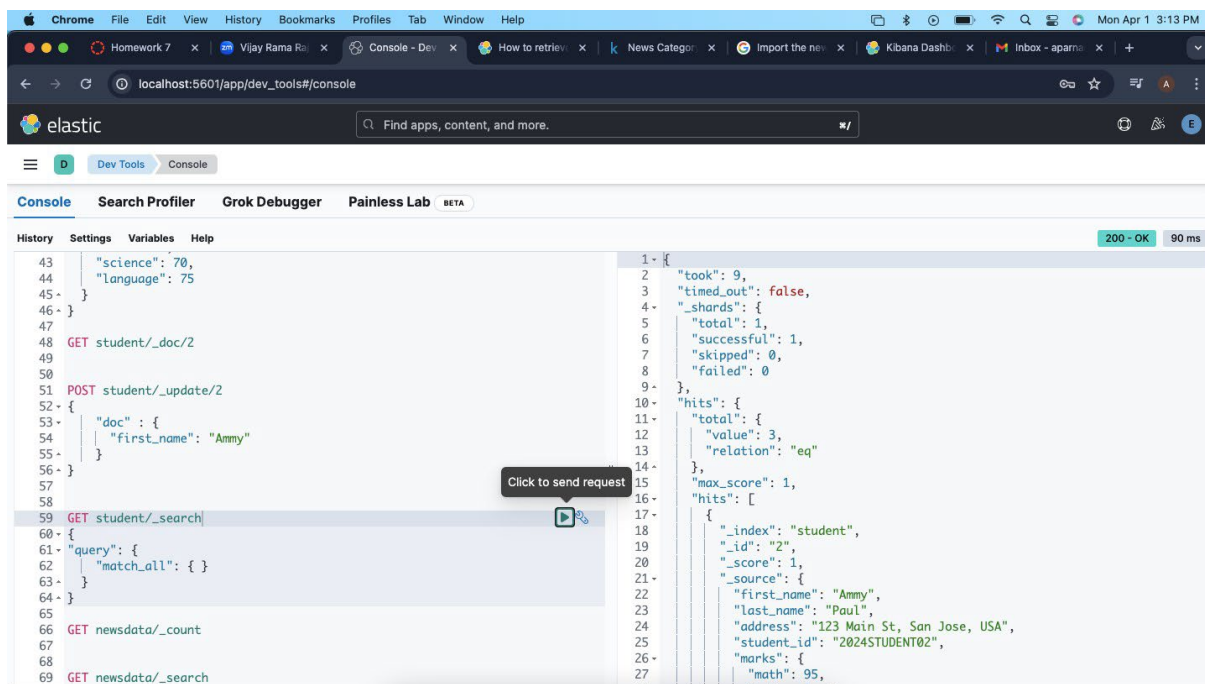 Chrome File Edit View History Bookmarks Profiles Tab Window Help Mon Apr 1 3:13 PM
Homework 7 × zm Vijay Rama Ra × Console - Dev × How to retriev × k News Categor × G Import the new × Kibana Dashb × M Inbox - aparna × +
localhost:5601/app/dev_tools#/console A
elastic Find apps, content, and more. ⌘/ E
D Dev Tools Console
Console Search Profiler Grok Debugger Painless Lab BETA
History Settings Variables Help 200 - OK 90 ms
43 "science": 70,
44 "language": 75
45 }
46 }
47
48 GET student/_doc/2
49
50
51 POST student/_update/2
52 {
53 "doc" : {
54 "first_name": "Ammy"
55 }
56 }
57
58
Click to send request
59 GET student/_search
60 {
61 "query": {
62 "match_all": { }
63 }
64 }
65
66 GET newsdata/_count
67
68
69 GET newsdata/_search
1 {
2 "took": 9,
3 "timed_out": false,
4 "_shards": {
5 "total": 1,
6 "successful": 1,
7 "skipped": 0,
8 "failed": 0
9 },
10 "hits": {
11 "total": {
12 "value": 3,
13 "relation": "eq"
14 },
15 "max_score": 1,
16 "hits": [
17 {
18 "_index": "student",
19 "_id": "2",
20 "_score": 1,
21 "_source": {
22 "first_name": "Ammy",
23 "last_name": "Paul",
24 "address": "123 Main St, San Jose, USA",
25 "student_id": "2024STUDENT02",
26 "marks": {
27 "math": 95,